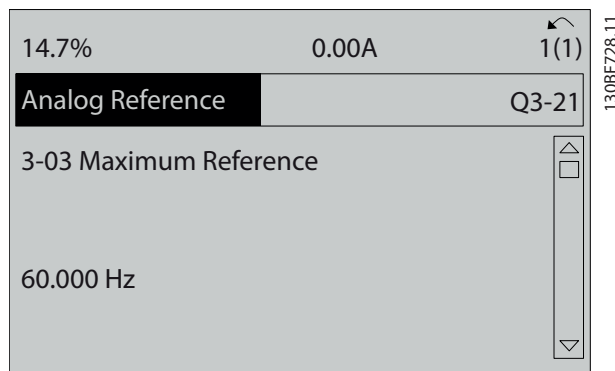 14.7% 0.00A 1(1)
Analog Reference Q3-21
3-03 Maximum Reference
60.000 Hz
130BF728.11